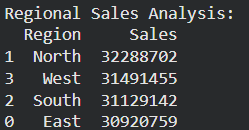 Regional Sales Analysis:
  Region     Sales
1  North  32288702
3   West  31491455
2  South  31129142
0   East  30920759